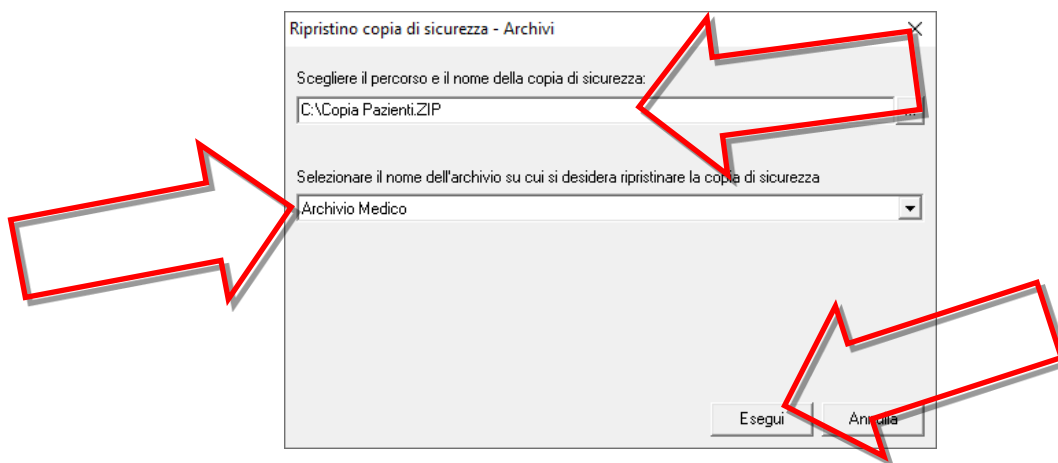 Ripristino copia di sicurezza - Archivi
Scegliere il percorso e il nome della copia di sicurezza:
C:\Copia Pazienti.ZIP
Selezionare il nome dell'archivio su cui si desidera ripristinare la copia di sicurezza
Archivio Medico
Esegui
Annulla